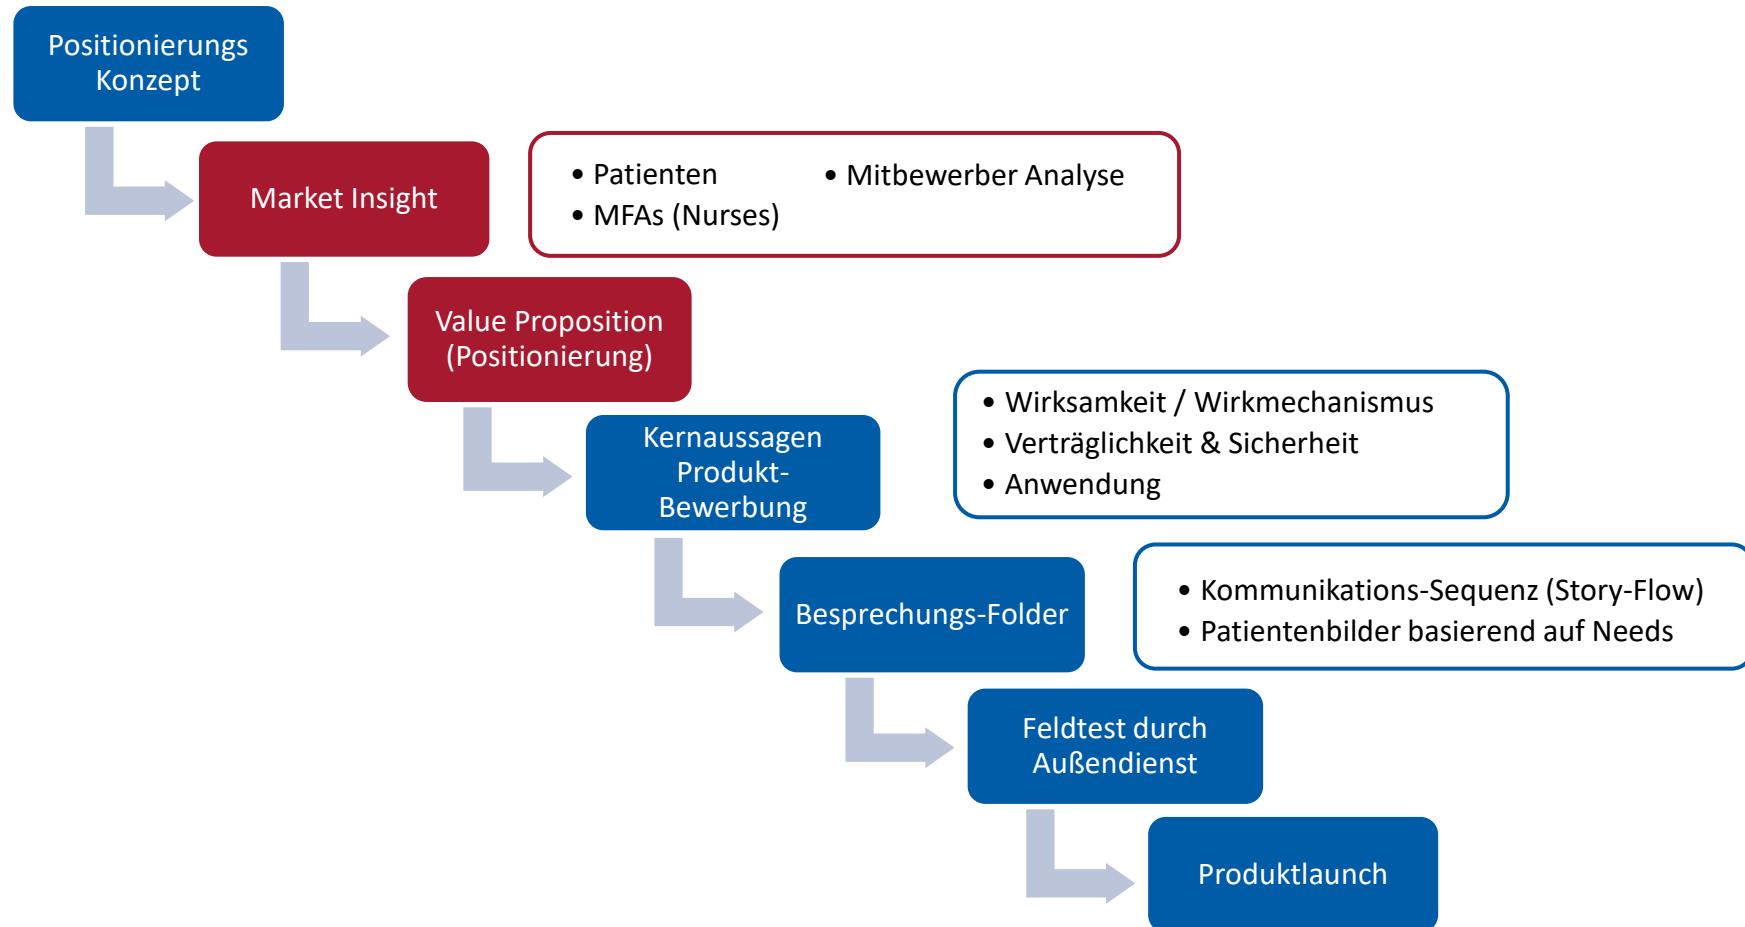 Positionierungs
Konzept
Market Insight
• Patienten
• MFAs (Nurses)
• Mitbewerber Analyse
Value Proposition
(Positionierung)
Kernaussagen
Produkt-
Bewerbung
• Wirksamkeit / Wirkmechanismus
• Verträglichkeit & Sicherheit
• Anwendung
Besprechungs-Folder
• Kommunikations-Sequenz (Story-Flow)
• Patientenbilder basierend auf Needs
Feldtest durch
Außendienst
Produktlaunch